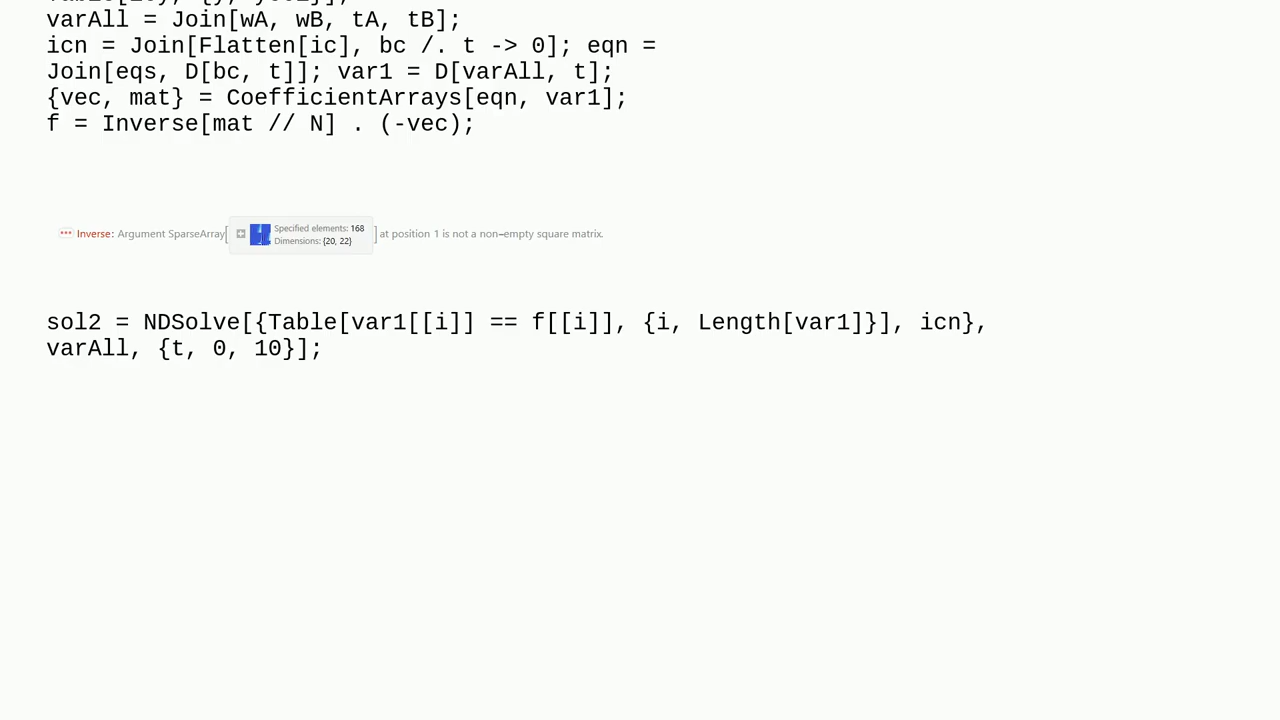 varAll = Join[wA, wB, tA, tB];
icn = Join[Flatten[ic], bc /. t -> 0]; eqn =
Join[eqs, D[bc, t]]; var1 = D[varAll, t];
{vec, mat} = CoefficientArrays[eqn, var1];
f = Inverse[mat // N] . (-vec);
Inverse: Argument SparseArray[ Specified elements: 168 Dimensions: {20, 22} ] at position 1 is not a non-empty square matrix.
sol2 = NDSolve[{Table[var1[[i]] == f[[i]], {i, Length[var1]}], icn},
varAll, {t, 0, 10}];